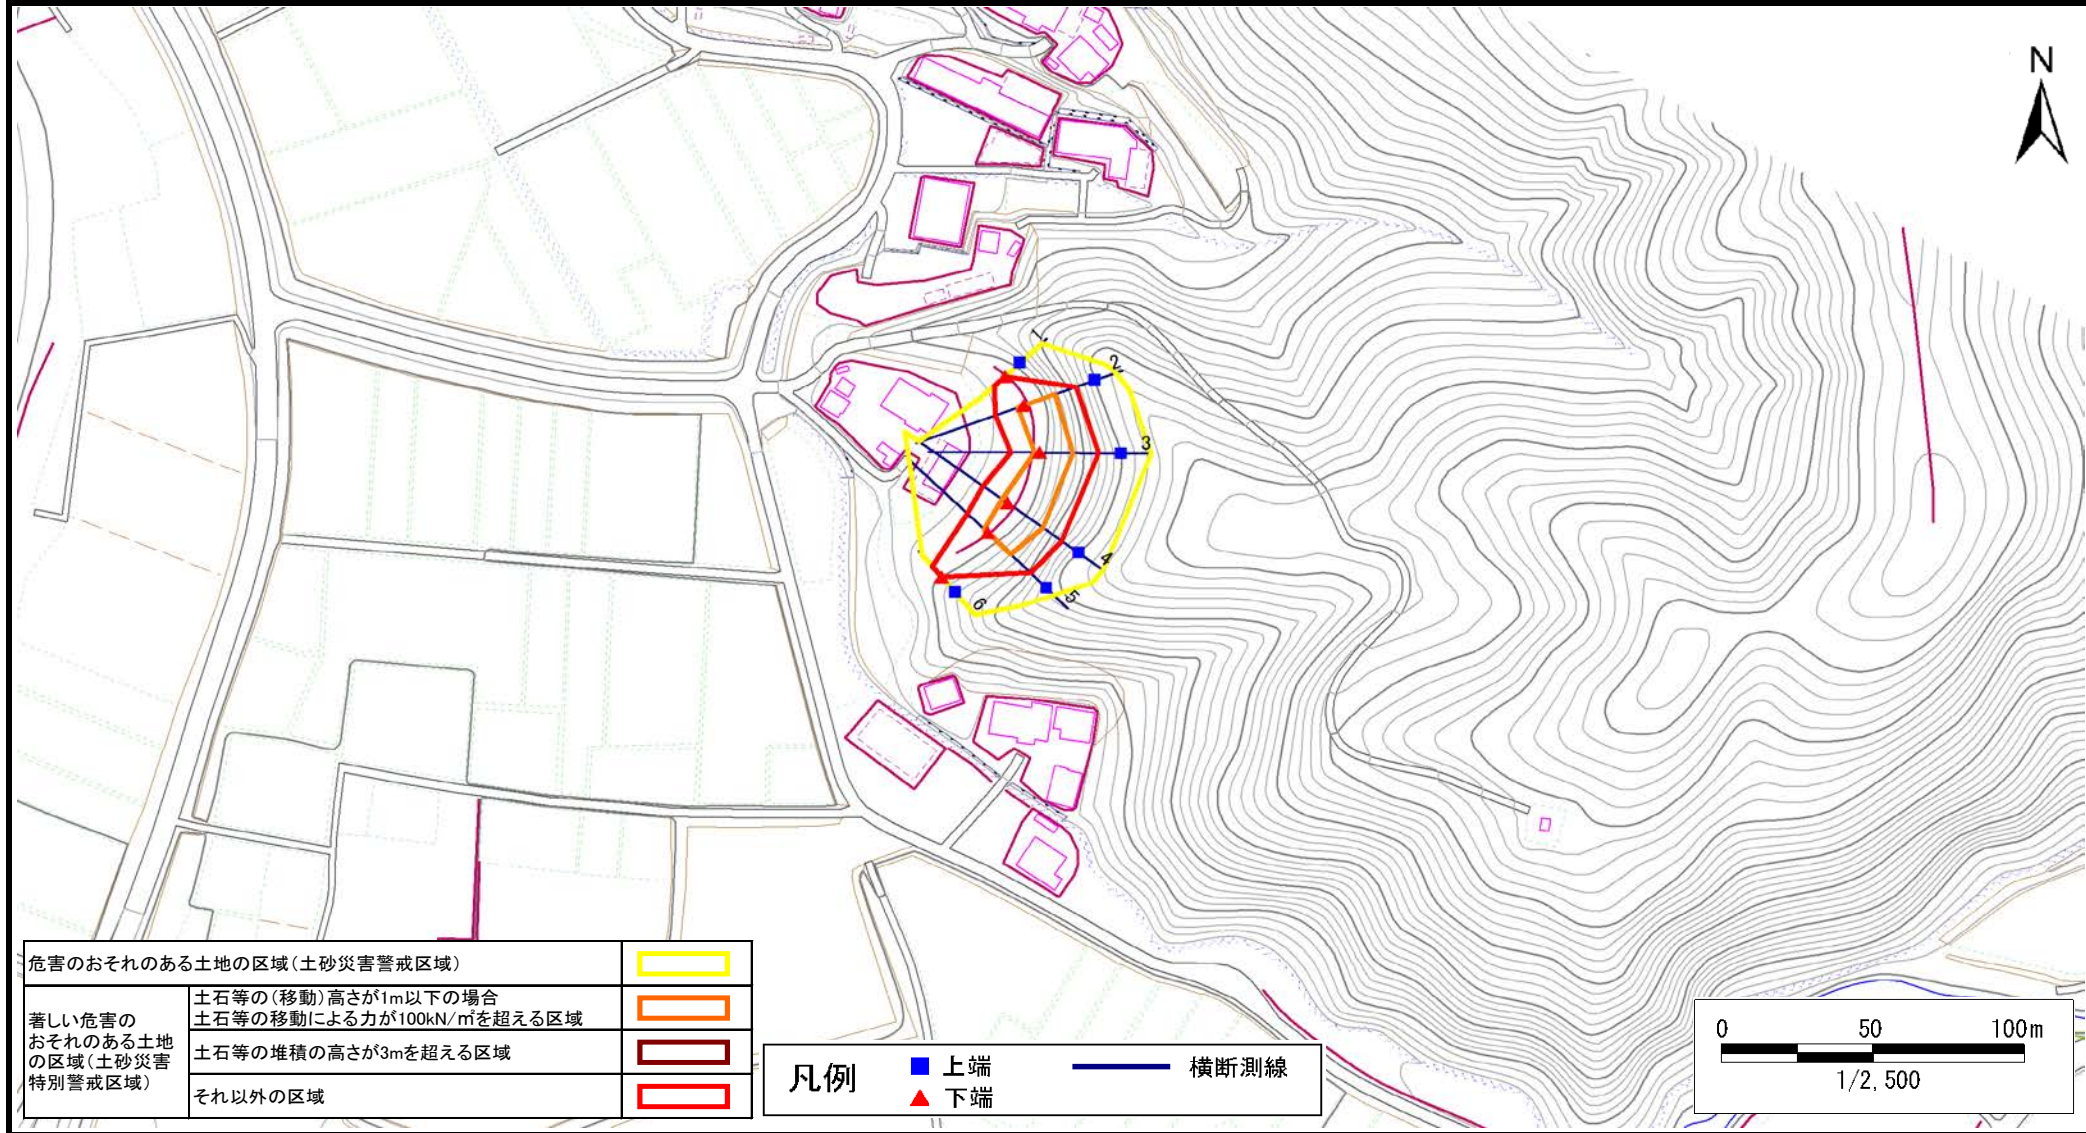 N
1
2
3
4
5
6
危害のおそれのある土地の区域(土砂災害警戒区域)
著しい危害の
おそれのある土地
の区域(土砂災害
特別警戒区域)
土石等の(移動)高さが1m以下の場合
土石等の移動による力が100kN/㎡を超える区域
土石等の堆積の高さが3mを超える区域
それ以外の区域
凡例
上端
下端
横断測線
0 50 100m
1/2,500